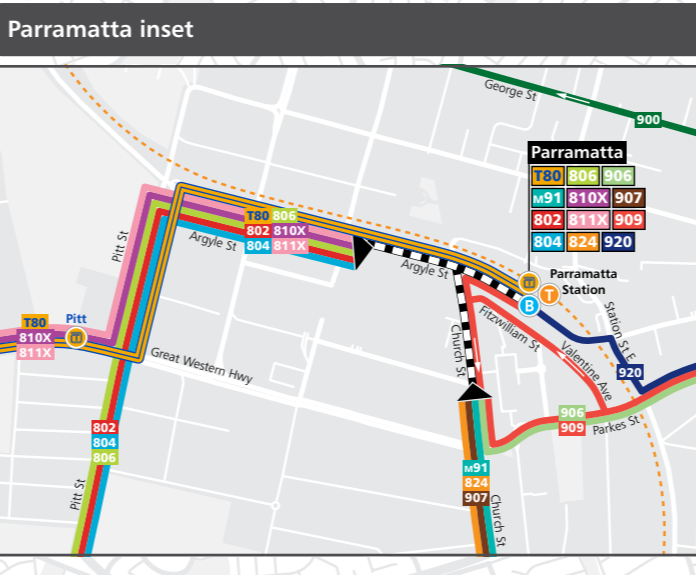 Parramatta inset
George St
900
Parramatta
T80 806 906
M91 810X 907
802 811X 909
804 824 920
T80 806
802 810X
804 811X
Pitt St
Argyle St
Argyle St
Parramatta
Station
T
B
Station St E
Fitzwilliam St
Valentine Ave
Church St
T80
810X
811X
Pitt
Great Western Hwy
920
906
909
Parkes St
802
804
806
M91
824
907
Pitt St
Church St